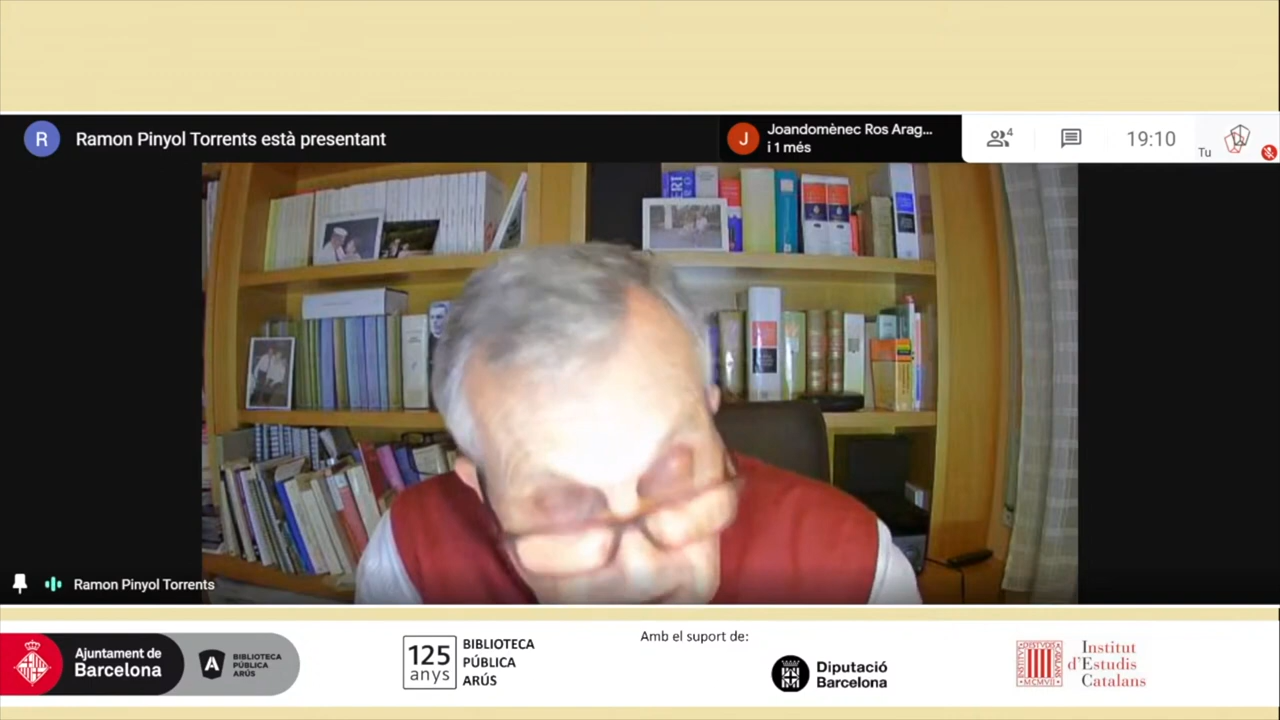 R
Ramon Pinyol Torrents està presentant
J
Joandomènec Ros Arag...
i 1 més
4
19:10
Tu
Ramon Pinyol Torrents
Ajuntament de
Barcelona
A
BIBLIOTECA
PÚBLICA
ARÚS
125
anys
BIBLIOTECA
PÚBLICA
ARÚS
Amb el suport de:
Diputació
Barcelona
Institut
d'Estudis
Catalans